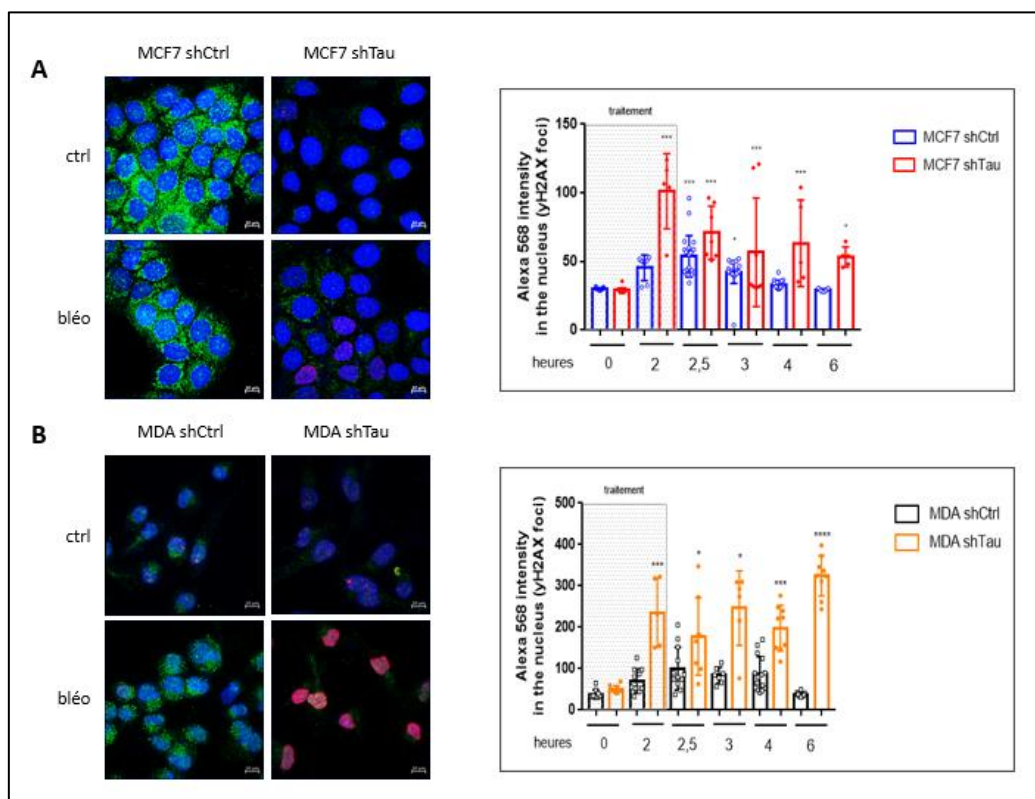 A
MCF7 shCtrl
MCF7 shTau
ctrl
bléo
traitement
Alexa 568 intensity
in the nucleus (yH2AX foci)
150
100
50
0
***
***
***
***
*
***
*
MCF7 shCtrl
MCF7 shTau
heures
0
2
2,5
3
4
6
B
MDA shCtrl
MDA shTau
ctrl
bléo
traitement
Alexa 568 intensity
in the nucleus (yH2AX foci)
500
400
300
200
100
0
***
*
*
***
****
MDA shCtrl
MDA shTau
heures
0
2
2,5
3
4
6